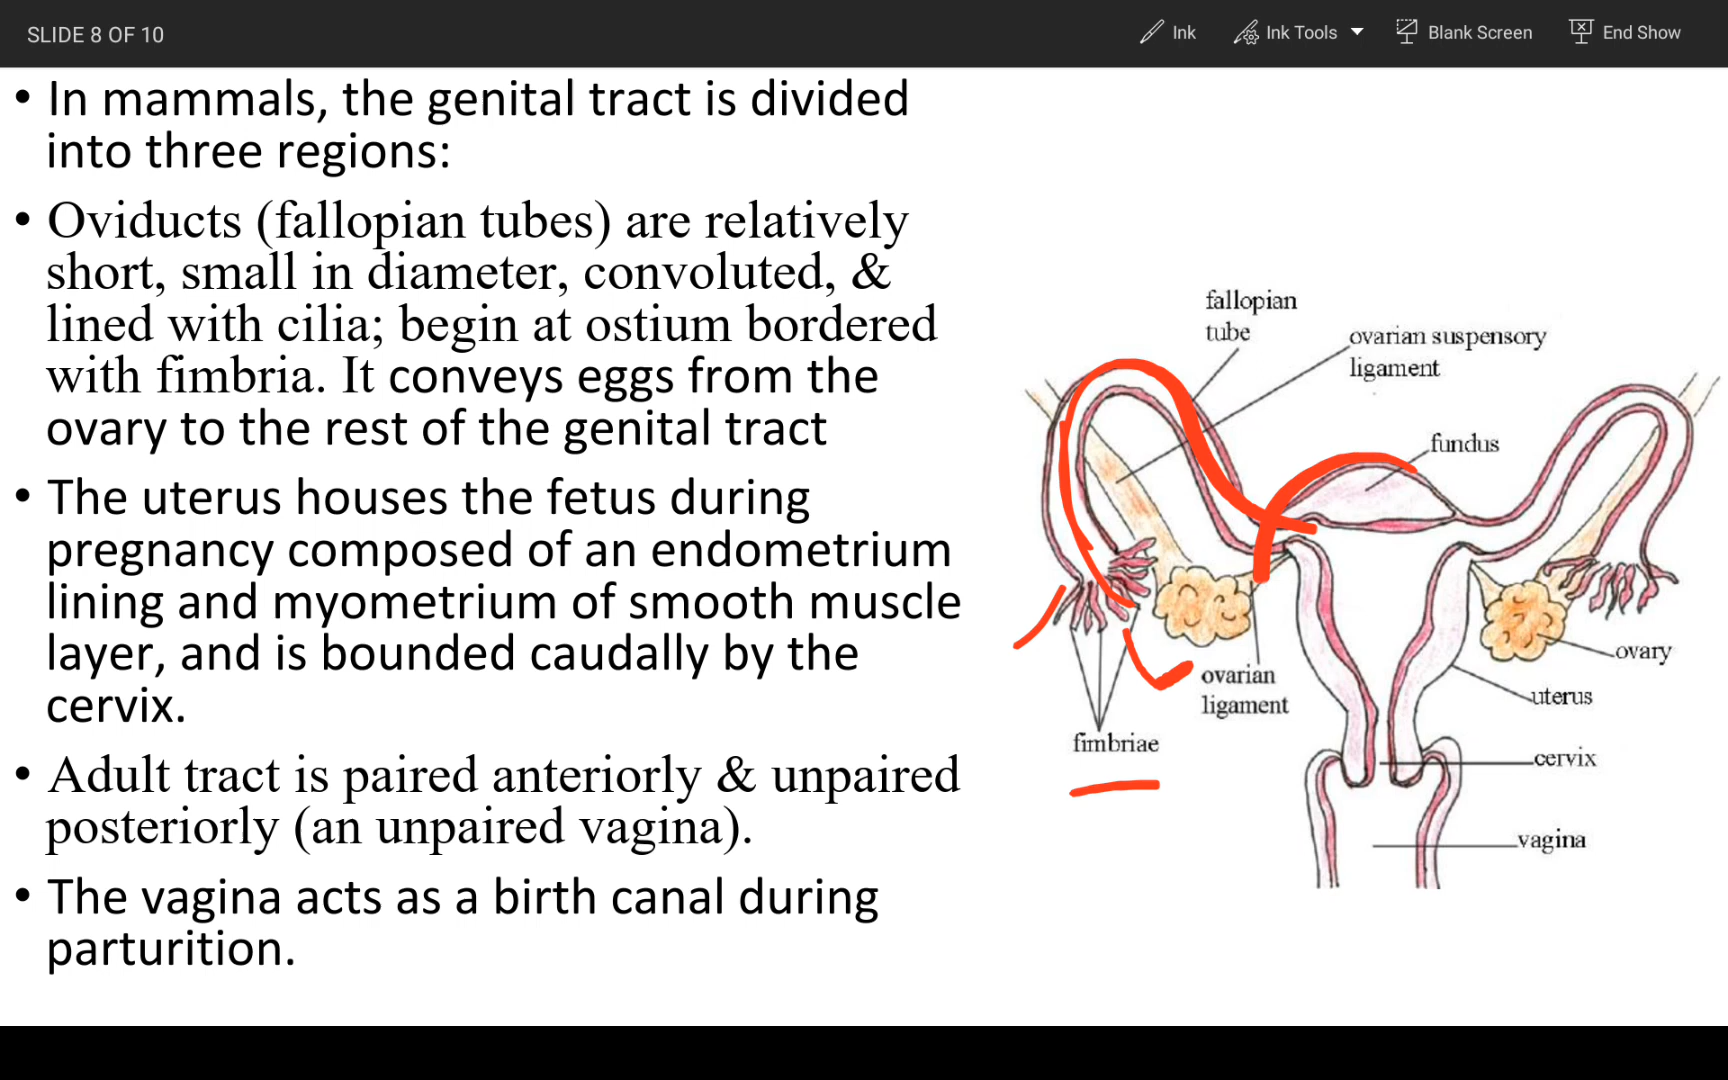 SLIDE 8 OF 10
Ink
Ink Tools
Blank Screen
End Show
• In mammals, the genital tract is divided
into three regions:
• Oviducts (fallopian tubes) are relatively
short, small in diameter, convoluted, &
lined with cilia; begin at ostium bordered
with fimbria. It conveys eggs from the
ovary to the rest of the genital tract
• The uterus houses the fetus during
pregnancy composed of an endometrium
lining and myometrium of smooth muscle
layer, and is bounded caudally by the
cervix.
• Adult tract is paired anteriorly & unpaired
posteriorly (an unpaired vagina).
• The vagina acts as a birth canal during
parturition.
fallopian
tube
ovarian suspensory
ligament
fundus
ovary
ovarian
ligament
uterus
fimbriae
cervix
vagina